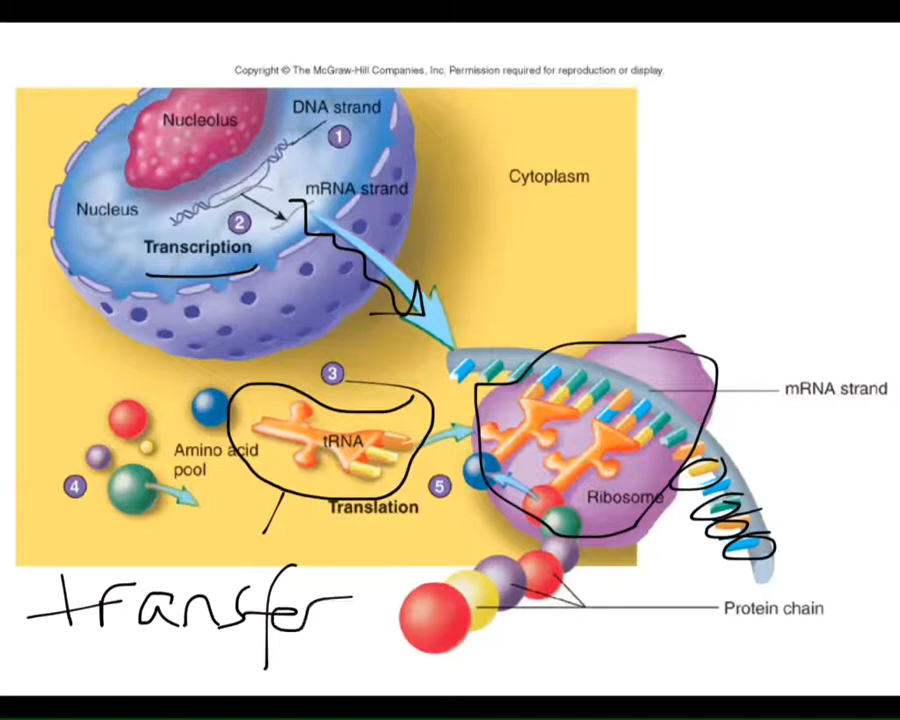 Copyright © The McGraw-Hill Companies, Inc. Permission required for reproduction or display.
DNA strand
Nucleolus
1
Cytoplasm
mRNA strand
Nucleus
2
Transcription
3
mRNA strand
tRNA
Amino acid
pool
4
5
Ribosome
Translation
transfer
Protein chain